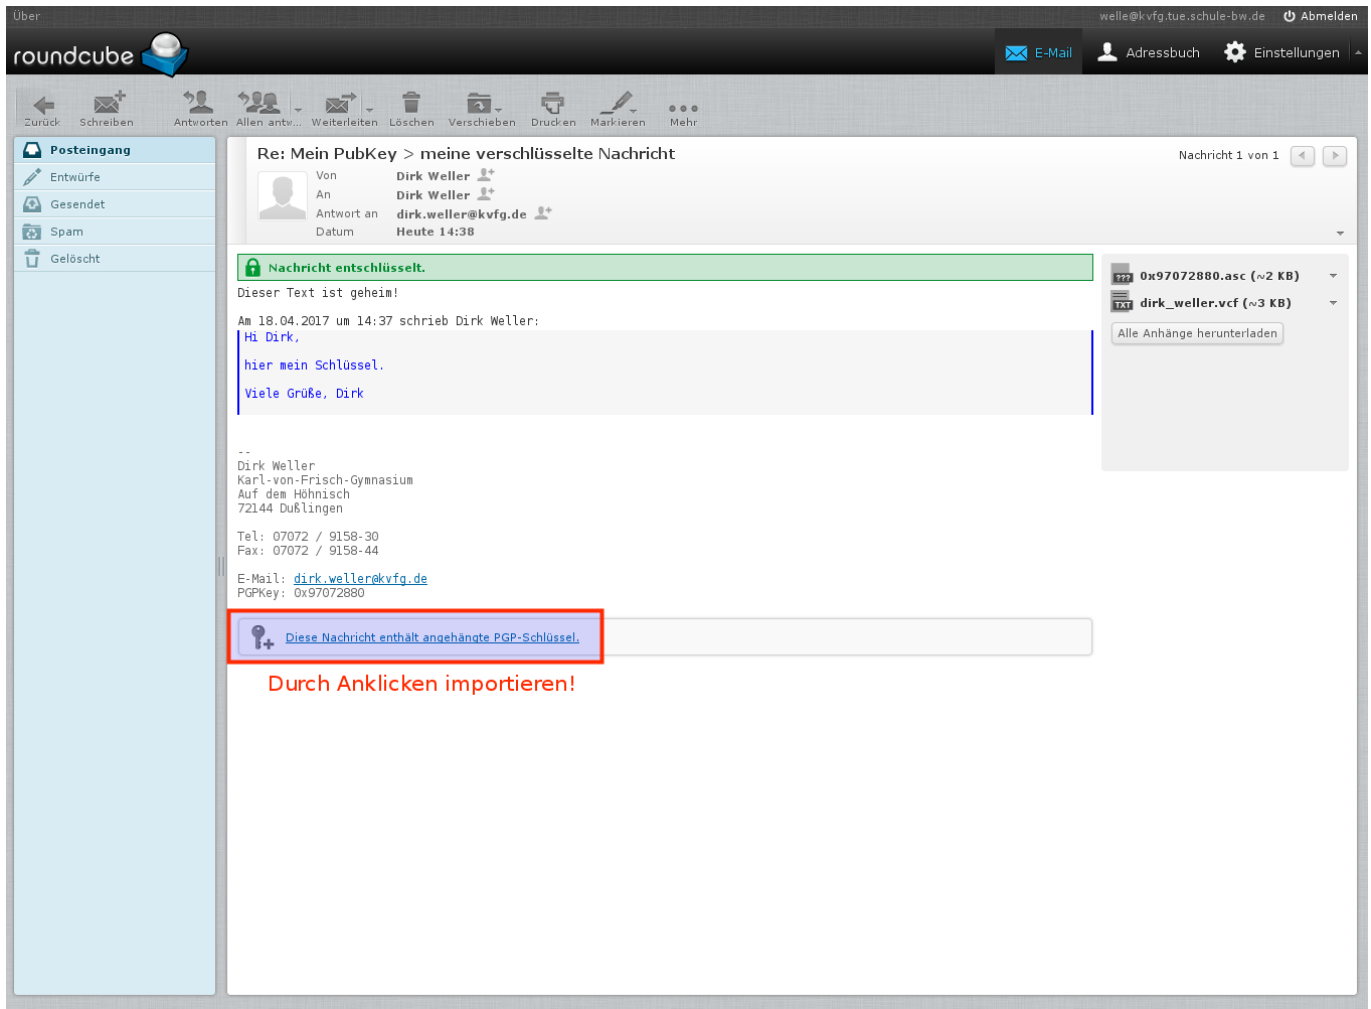 Über
welle@kvfg.tue.schule-bw.de Abmelden
roundcube
E-Mail Adressbuch Einstellungen
Zurück Schreiben Antworten Allen antw... Weiterleiten Löschen Verschieben Drucken Markieren Mehr
Posteingang
Entwürfe
Gesendet
Spam
Gelöscht
Re: Mein PubKey > meine verschlüsselte Nachricht
Nachricht 1 von 1
Von Dirk Weller
An Dirk Weller
Antwort an dirk.weller@kvfg.de
Datum Heute 14:38
Nachricht entschlüsselt.
Dieser Text ist geheim!
Am 18.04.2017 um 14:37 schrieb Dirk Weller:
Hi Dirk,
hier mein Schlüssel.
Viele Grüße, Dirk
--
Dirk Weller
Karl-von-Frisch-Gymnasium
Auf dem Höhnisch
72144 Dußlingen
Tel: 07072 / 9158-30
Fax: 07072 / 9158-44
E-Mail: dirk.weller@kvfg.de
PGPKey: 0x97072880
Diese Nachricht enthält angehängte PGP-Schlüssel.
Durch Anklicken importieren!
??? 0x97072880.asc (~2 KB)
TXT dirk_weller.vcf (~3 KB)
Alle Anhänge herunterladen